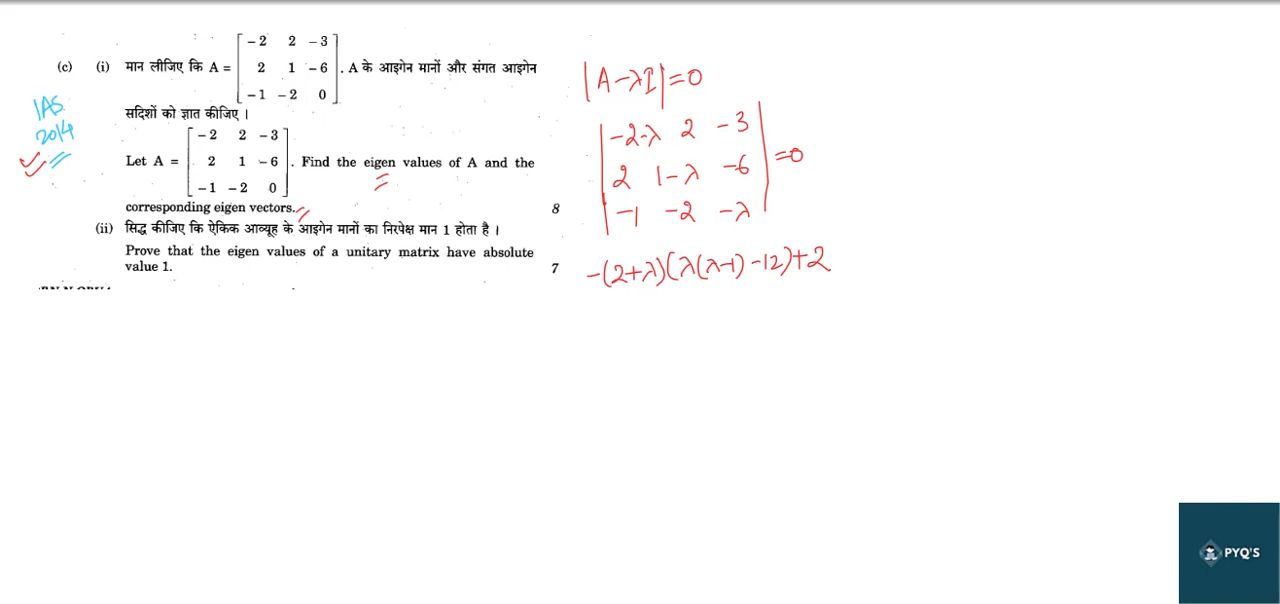 (c) (i) मान लीजिए कि A = [ -2 2 -3
2 1 -6
-1 -2 0 ] . A के आइगेन मानों और संगत आइगेन
सदिशों को ज्ञात कीजिए ।
IAS
2014
Let A = [ -2 2 -3
2 1 -6
-1 -2 0 ] . Find the eigen values of A and the
corresponding eigen vectors. 8
(ii) सिद्ध कीजिए कि ऐकिक आव्यूह के आइगेन मानों का निरपेक्ष मान 1 होता है ।
Prove that the eigen values of a unitary matrix have absolute
value 1. 7
|A-λI|=0
| -2-λ 2 -3 |
| 2 1-λ -6 | =0
| -1 -2 -λ |
-(2+λ)(λ(λ-1)-12)+2
PYQ'S